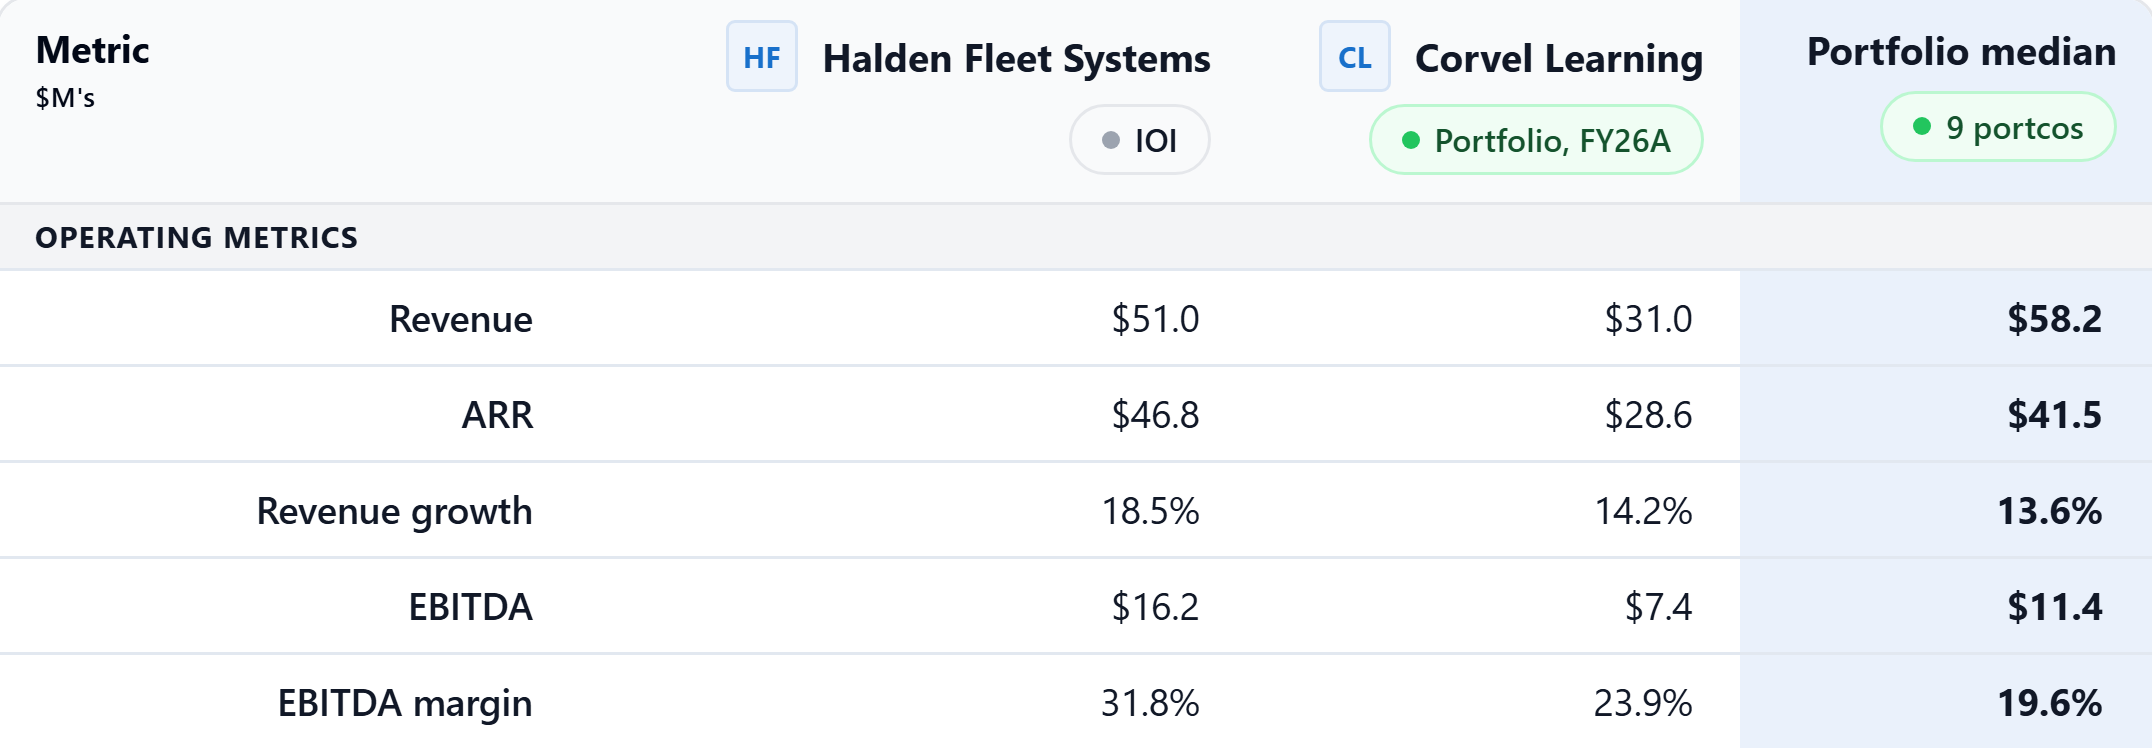 Metric HF Halden Fleet Systems CL Corvel Learning Portfolio median
$M's IOI Portfolio, FY26A 9 portcos
OPERATING METRICS
Revenue $51.0 $31.0 $58.2
ARR $46.8 $28.6 $41.5
Revenue growth 18.5% 14.2% 13.6%
EBITDA $16.2 $7.4 $11.4
EBITDA margin 31.8% 23.9% 19.6%